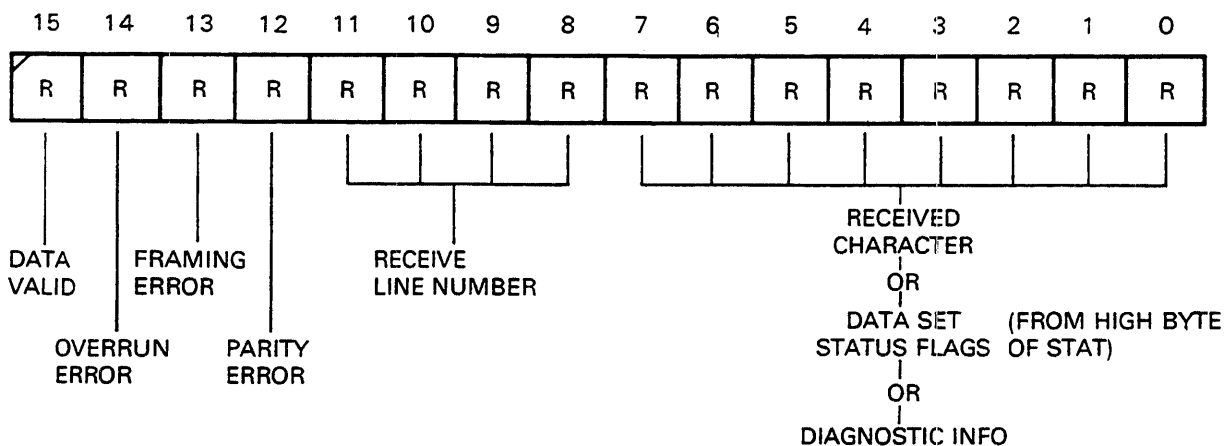 15 14 13 12 11 10 9 8 7 6 5 4 3 2 1 0
R R R R R R R R R R R R R R R R
DATA
VALID
OVERRUN
ERROR
FRAMING
ERROR
PARITY
ERROR
RECEIVE
LINE NUMBER
RECEIVED
CHARACTER
OR
DATA SET
STATUS FLAGS
(FROM HIGH BYTE
OF STAT)
OR
DIAGNOSTIC INFO